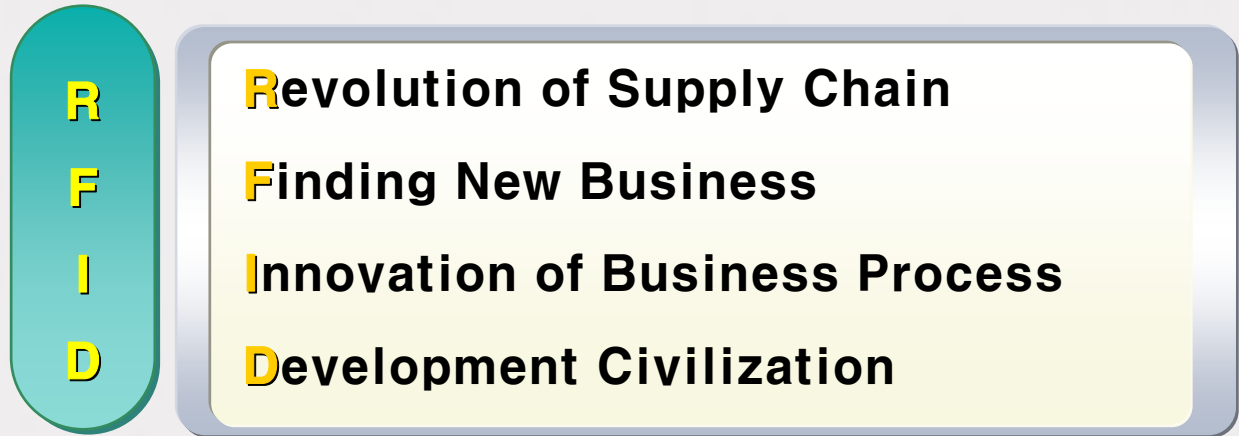 R
F
I
D
Revolution of Supply Chain
Finding New Business
Innovation of Business Process
Development Civilization